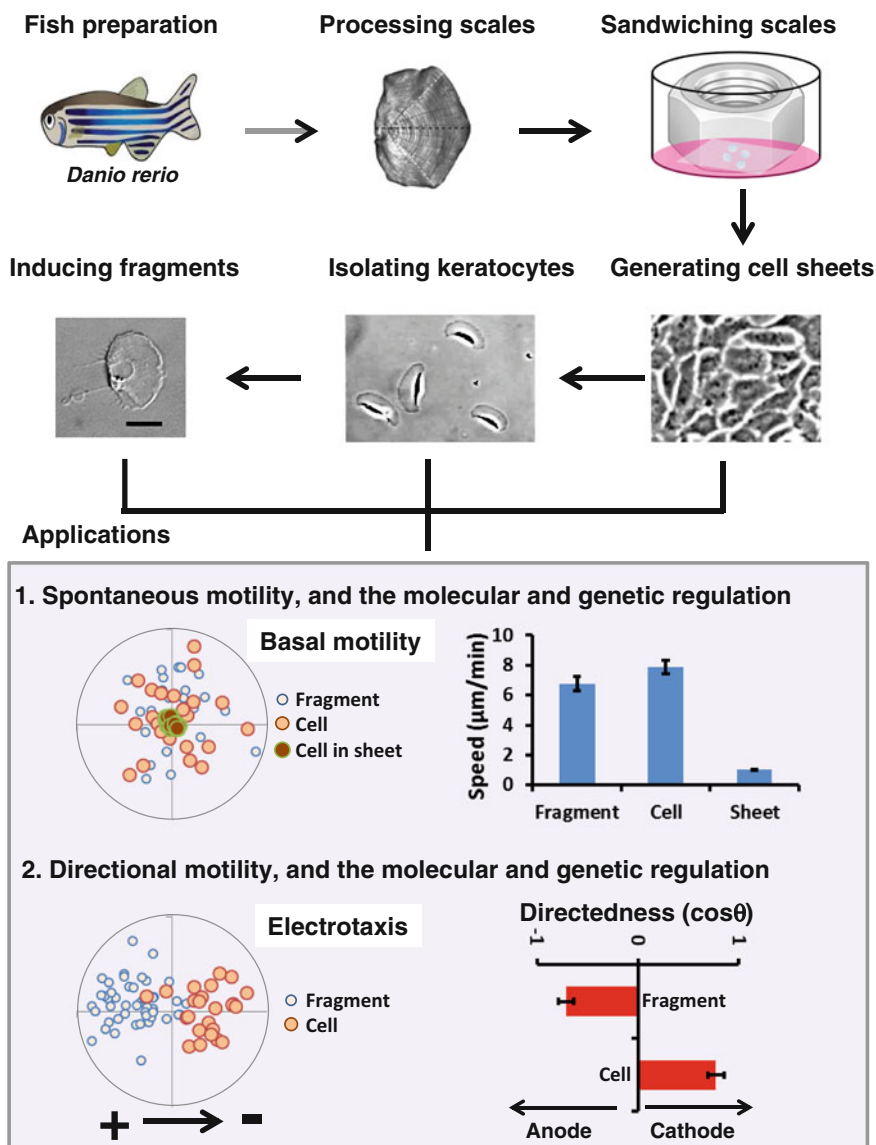 Fish preparation
Processing scales
Sandwiching scales
Danio rerio
Inducing fragments
Isolating keratocytes
Generating cell sheets
Applications
1. Spontaneous motility, and the molecular and genetic regulation
Basal motility
Fragment
Cell
Cell in sheet
Speed (µm/min)
10
8
6
4
2
0
Fragment
Cell
Sheet
2. Directional motility, and the molecular and genetic regulation
Electrotaxis
Fragment
Cell
+ -
Directedness (cosθ)
-1
0
1
Fragment
Cell
Anode
Cathode